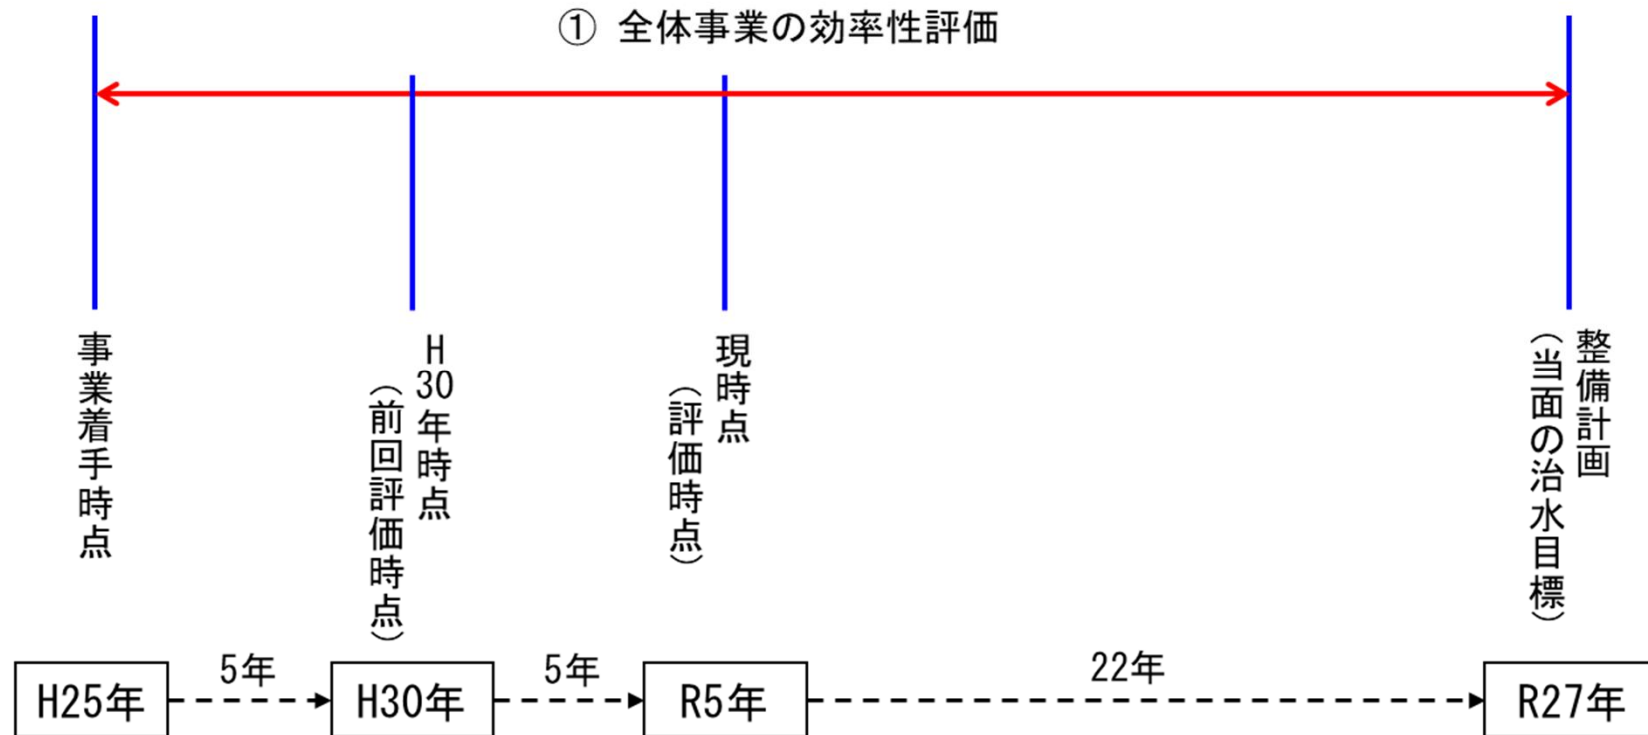 ① 全体事業の効率性評価
事業着手時点
H30年時点
（前回評価時点）
現時点
（評価時点）
整備計画
（当面の治水目標）
H25年
5年
H30年
5年
R5年
22年
R27年